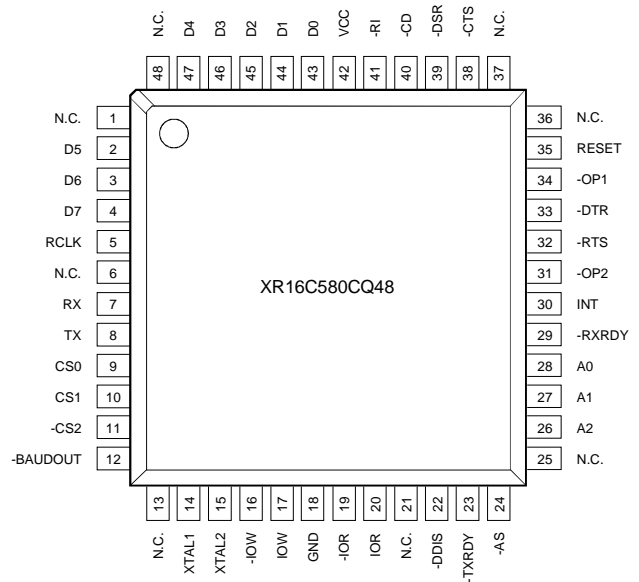 N.C. D4 D3 D2 D1 D0 VCC -RI -CD -DSR -CTS N.C.
48 47 46 45 44 43 42 41 40 39 38 37
N.C. 1
D5 2
D6 3
D7 4
RCLK 5
N.C. 6
RX 7
TX 8
CS0 9
CS1 10
-CS2 11
-BAUDOUT 12
XR16C580CQ48
36 N.C.
35 RESET
34 -OP1
33 -DTR
32 -RTS
31 -OP2
30 INT
29 -RXRDY
28 A0
27 A1
26 A2
25 N.C.
13 14 15 16 17 18 19 20 21 22 23 24
N.C. XTAL1 XTAL2 -IOW IOW GND -IOR IOR N.C. -DDIS -TXRDY -AS